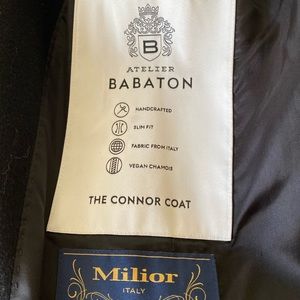 B
ATELIER
BABATON
HANDCRAFTED
SLIM FIT
FABRIC FROM ITALY
VEGAN CHAMOIS
THE CONNOR COAT
Milior
ITALY